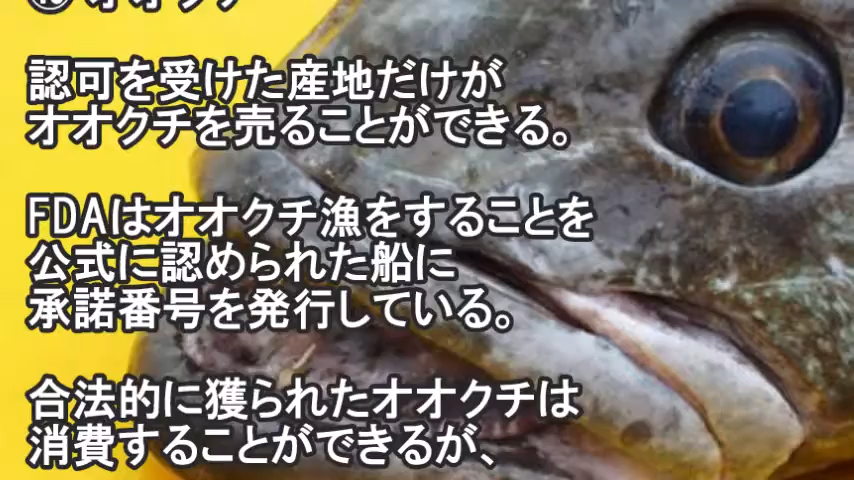 オオクチ
認可を受けた産地だけが
オオクチを売ることができる。
FDAはオオクチ漁をすることを
公式に認められた船に
承諾番号を発行している。
合法的に獲られたオオクチは
消費することができるが、